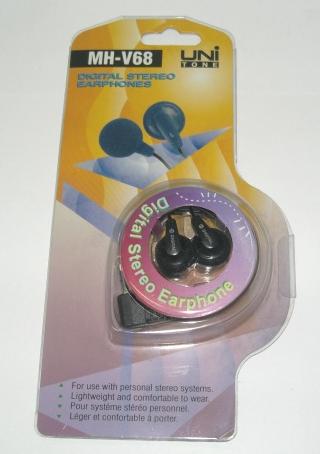 MH-V68
UNi
TONE
DIGITAL STEREO
EARPHONES
Digital Stereo Earphone
For use with personal stereo systems.
Lightweight and comfortable to wear.
Pour système stéréo personnel.
Léger et confortable à porter.